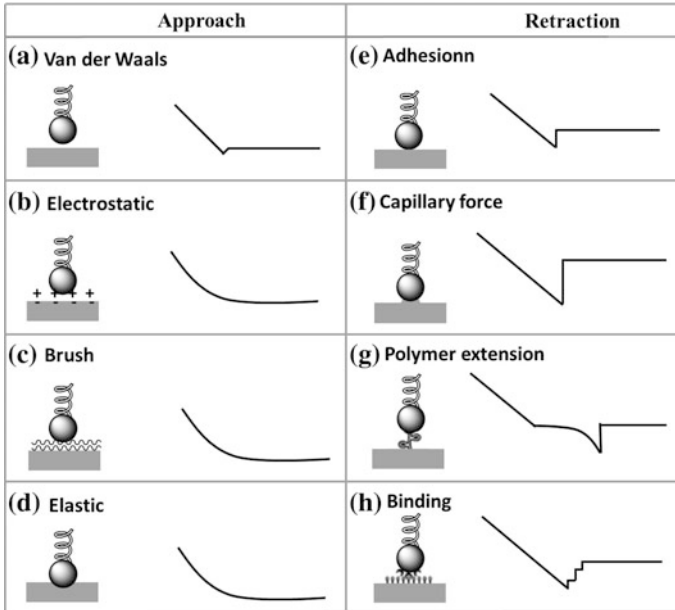 Approach
Retraction
(a) Van der Waals
(e) Adhesionn
(b) Electrostatic
(f) Capillary force
+ + + +
- - - -
(c) Brush
(g) Polymer extension
(d) Elastic
(h) Binding